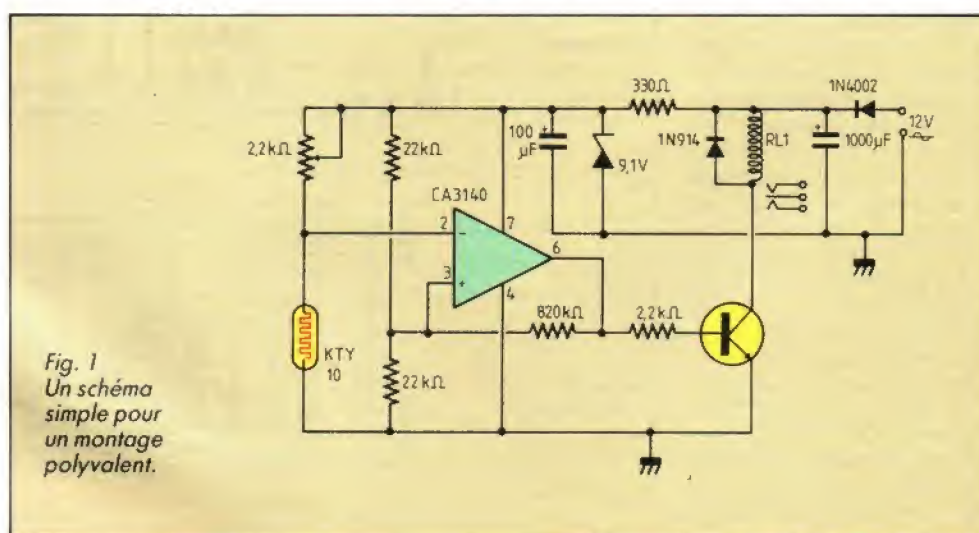 330Ω
1N4002
2,2kΩ
22kΩ
100
µF
9,1V
1N914
RL1
1000µF
12V
CA3140
2
-
7
3
+
4
6
820kΩ
2,2kΩ
KTY
10
22kΩ
Fig. 1
Un schéma
simple pour
un montage
polyvalent.